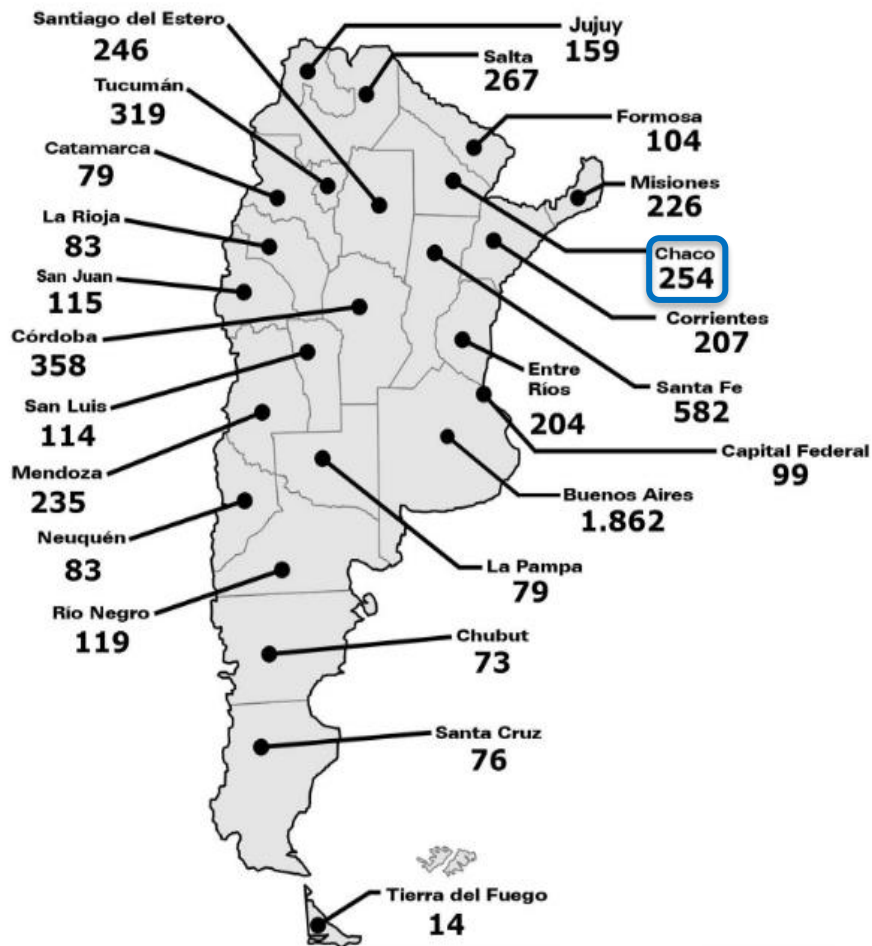 Santiago del Estero
246
Jujuy
159
Salta
267
Tucumán
319
Formosa
104
Catamarca
79
Misiones
226
La Rioja
83
Chaco
254
San Juan
115
Corrientes
207
Córdoba
358
Entre
Ríos
204
Santa Fe
582
San Luis
114
Capital Federal
99
Mendoza
235
Buenos Aires
1.862
Neuquén
83
La Pampa
79
Río Negro
119
Chubut
73
Santa Cruz
76
Tierra del Fuego
14